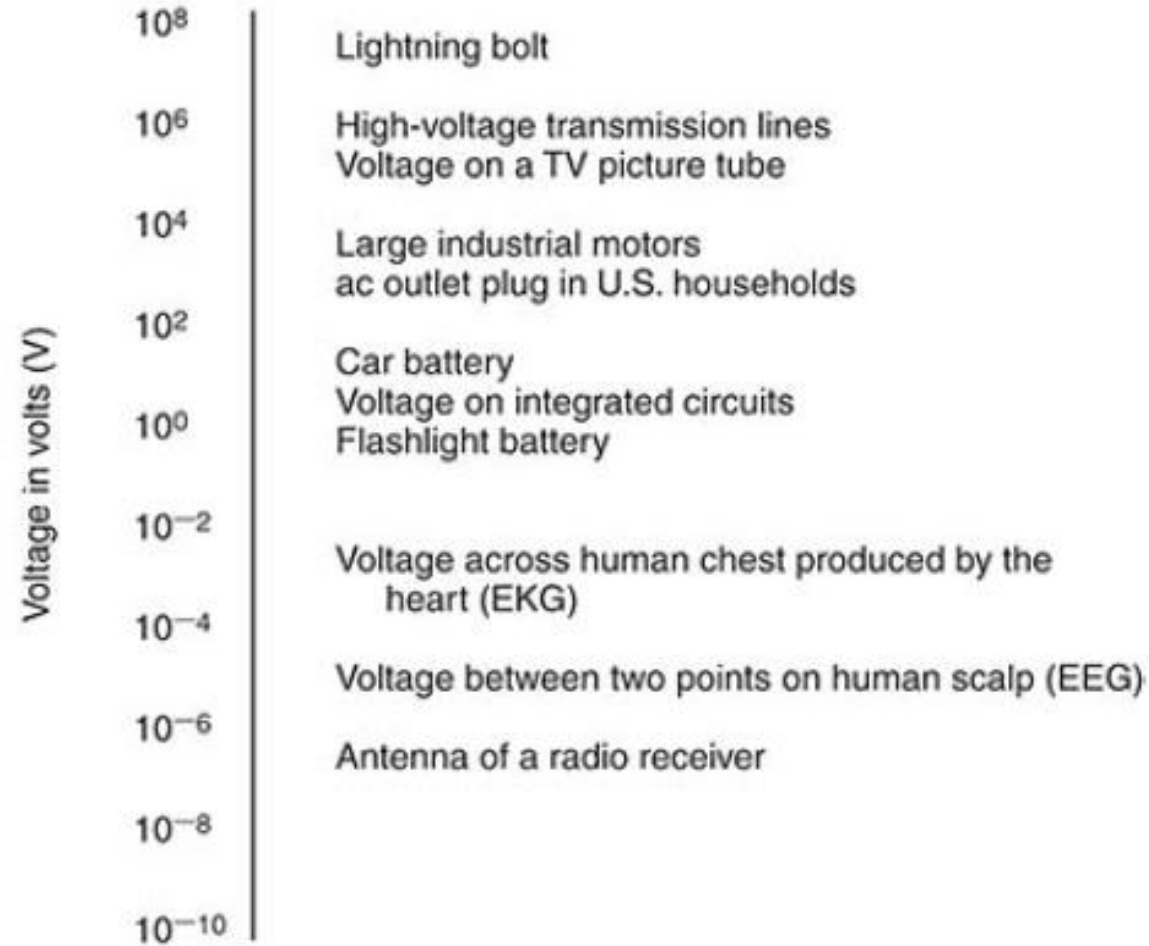 Voltage in volts (V)
10⁸
Lightning bolt
10⁶
High-voltage transmission lines
Voltage on a TV picture tube
10⁴
Large industrial motors
ac outlet plug in U.S. households
10²
Car battery
Voltage on integrated circuits
10⁰
Flashlight battery
10⁻²
Voltage across human chest produced by the
heart (EKG)
10⁻⁴
Voltage between two points on human scalp (EEG)
10⁻⁶
Antenna of a radio receiver
10⁻⁸
10⁻¹⁰